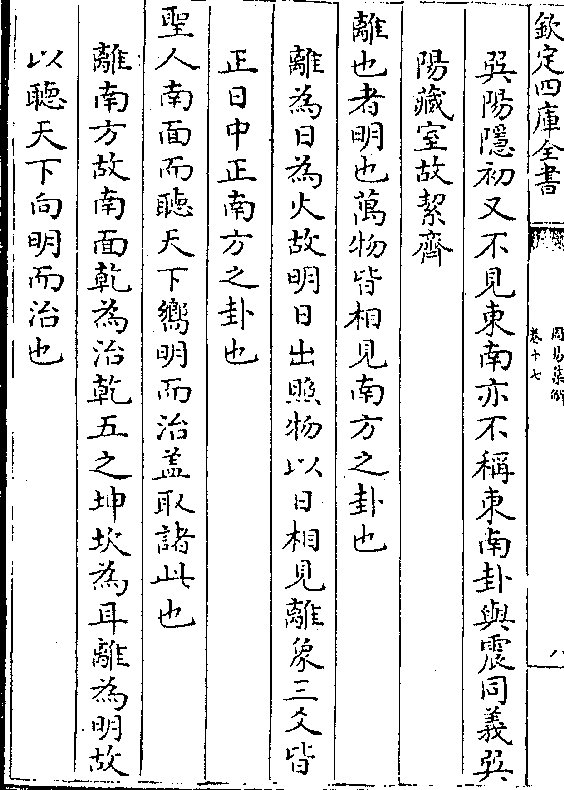 欽定四庫全書
周易集解
卷十七
八
巽陽隱初又不見東南亦不稱東南卦與震同義巽
陽藏室故絜齊
離也者明也萬物皆相見南方之卦也
離為日為火故明日出照物以日相見離象三爻皆
正日中正南方之卦也
聖人南面而聽天下嚮明而治蓋取諸此也
離南方故南面乾為治乾五之坤坎為耳離為明故
以聽天下向明而治也